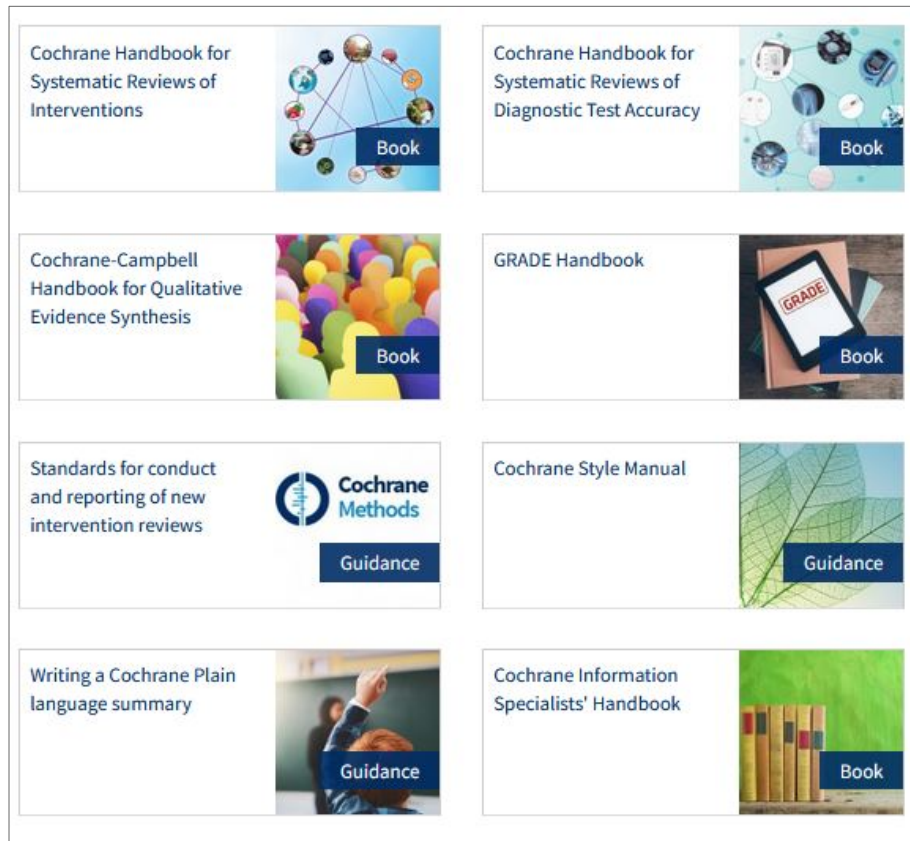 Cochrane Handbook for
Systematic Reviews of
Interventions
Book
Cochrane Handbook for
Systematic Reviews of
Diagnostic Test Accuracy
Book
Cochrane-Campbell
Handbook for Qualitative
Evidence Synthesis
Book
GRADE Handbook
GRADE
Book
Standards for conduct
and reporting of new
intervention reviews
Cochrane
Methods
Guidance
Cochrane Style Manual
Guidance
Writing a Cochrane Plain
language summary
Guidance
Cochrane Information
Specialists' Handbook
Book